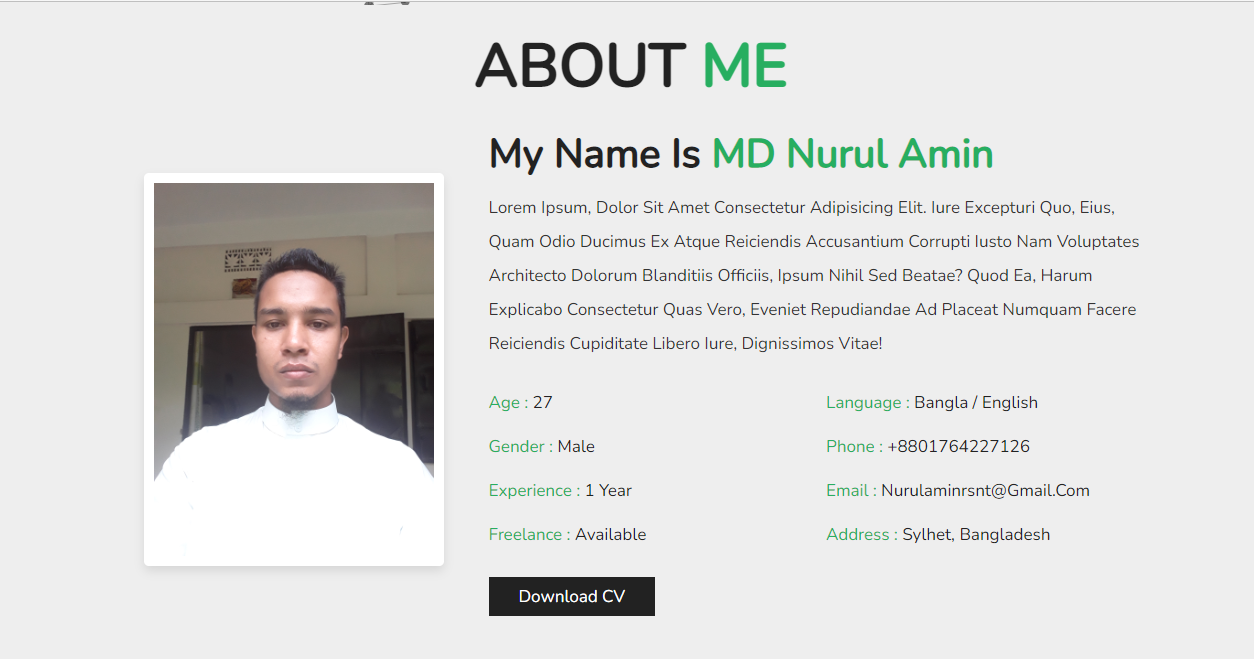 ABOUT ME
My Name Is MD Nurul Amin
Lorem Ipsum, Dolor Sit Amet Consectetur Adipisicing Elit. Iure Excepturi Quo, Eius,
Quam Odio Ducimus Ex Atque Reiciendis Accusantium Corrupti Iusto Nam Voluptates
Architecto Dolorum Blanditiis Officiis, Ipsum Nihil Sed Beatae? Quod Ea, Harum
Explicabo Consectetur Quas Vero, Eveniet Repudiandae Ad Placeat Numquam Facere
Reiciendis Cupiditate Libero Iure, Dignissimos Vitae!
Age : 27
Language : Bangla / English
Gender : Male
Phone : +8801764227126
Experience : 1 Year
Email : Nurulaminrsnt@Gmail.Com
Freelance : Available
Address : Sylhet, Bangladesh
Download CV